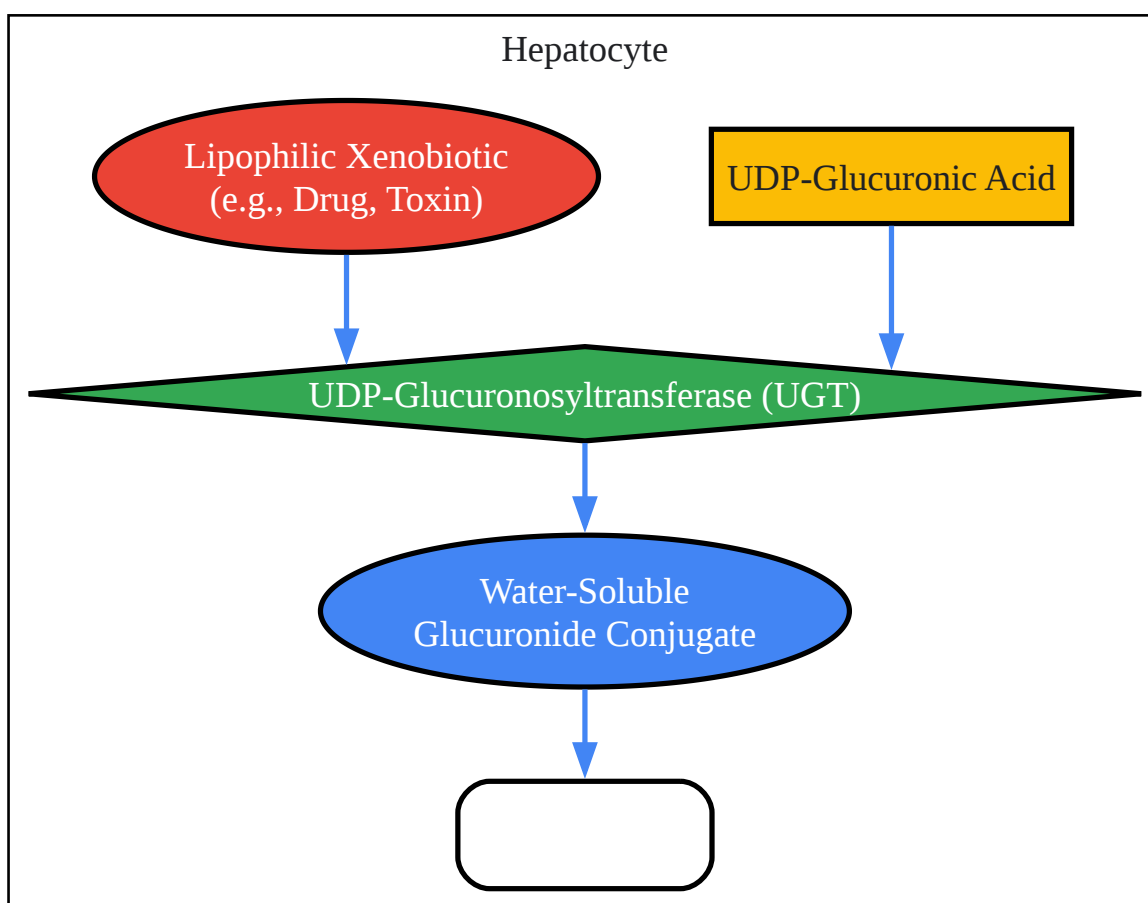 Hepatocyte
Lipophilic Xenobiotic
(e.g., Drug, Toxin)
UDP-Glucuronic Acid
UDP-Glucuronosyltransferase (UGT)
Water-Soluble
Glucuronide Conjugate